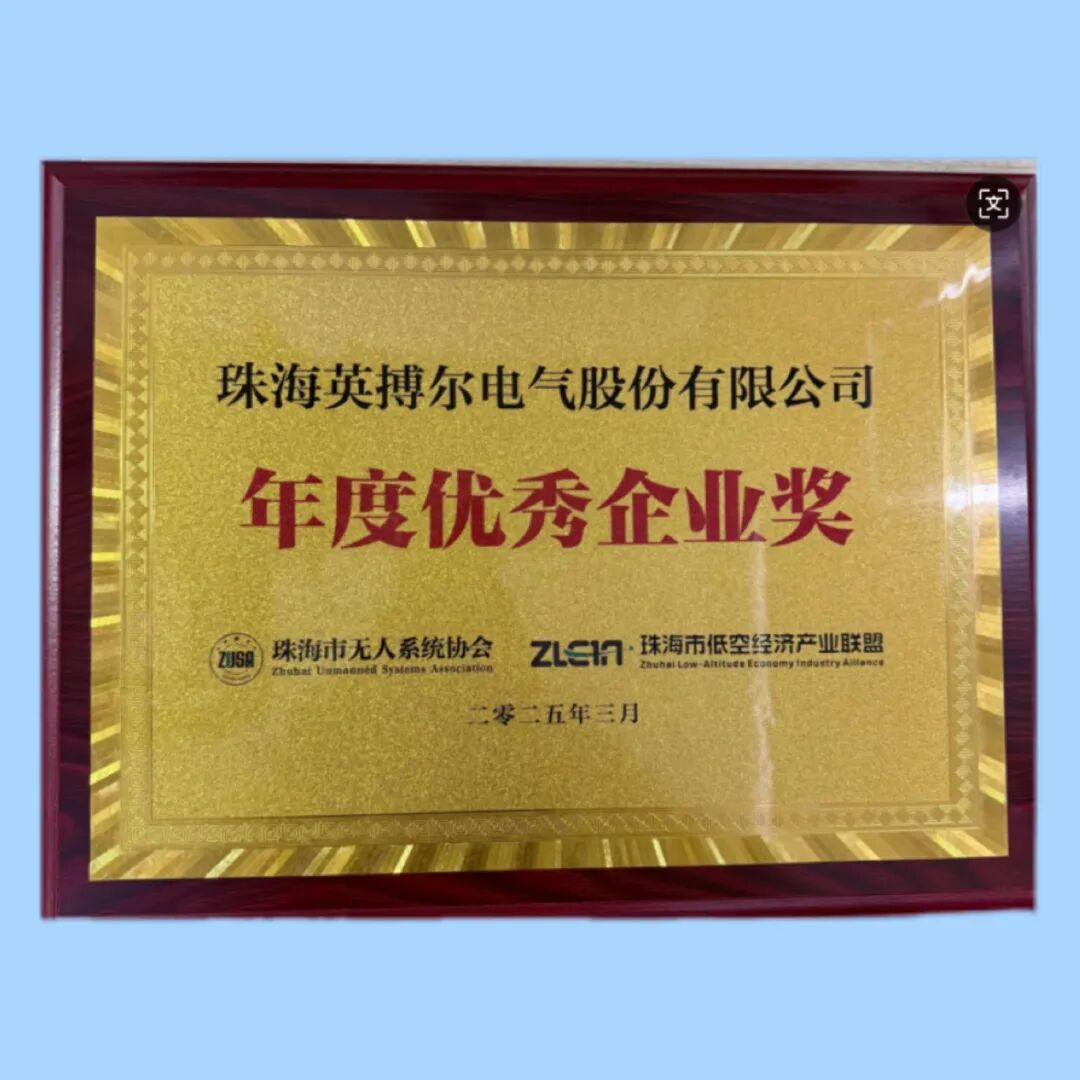 珠海英搏尔电气股份有限公司
年度优秀企业奖
ZUSA 珠海市无人系统协会
Zhuhai Unmanned Systems Association
ZLEIA · 珠海市低空经济产业联盟
Zhuhai Low-Altitude Economy Industry Alliance
二零二五年三月